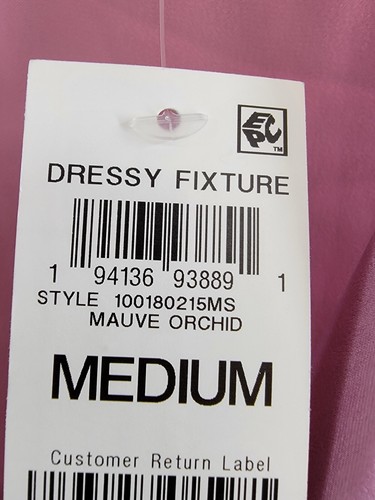 EPC
TM
DRESSY FIXTURE
1 94136 93889 1
STYLE 100180215MS
MAUVE ORCHID
MEDIUM
Customer Return Label